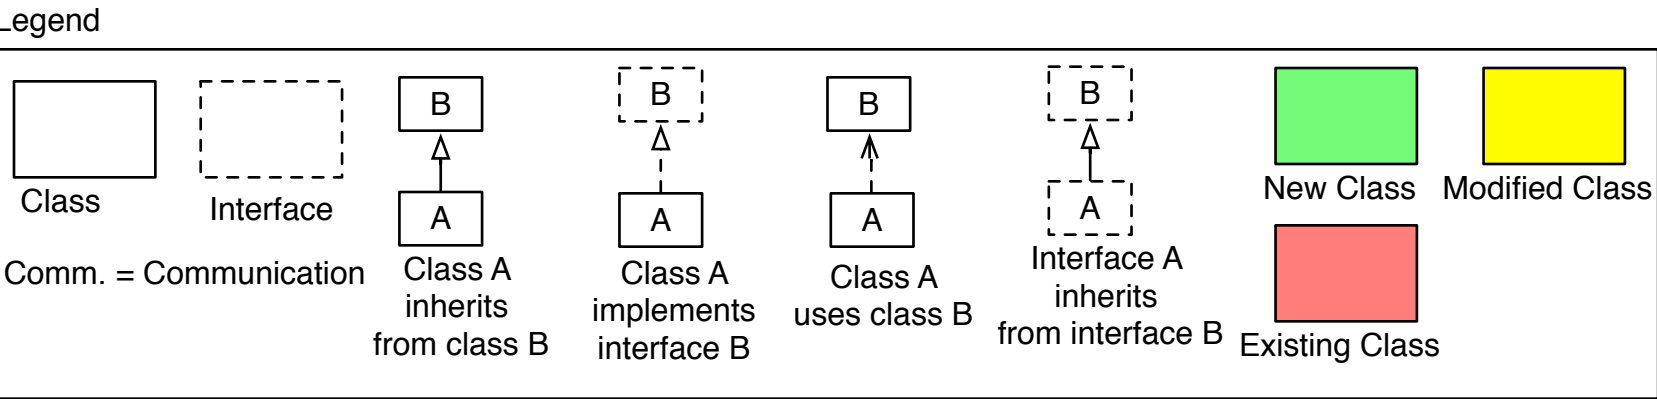 Legend
B
B
B
B
A
A
A
A
Class
Interface
Comm. = Communication
Class A
inherits
from class B
Class A
implements
interface B
Class A
uses class B
Interface A
inherits
from interface B
New Class
Modified Class
Existing Class